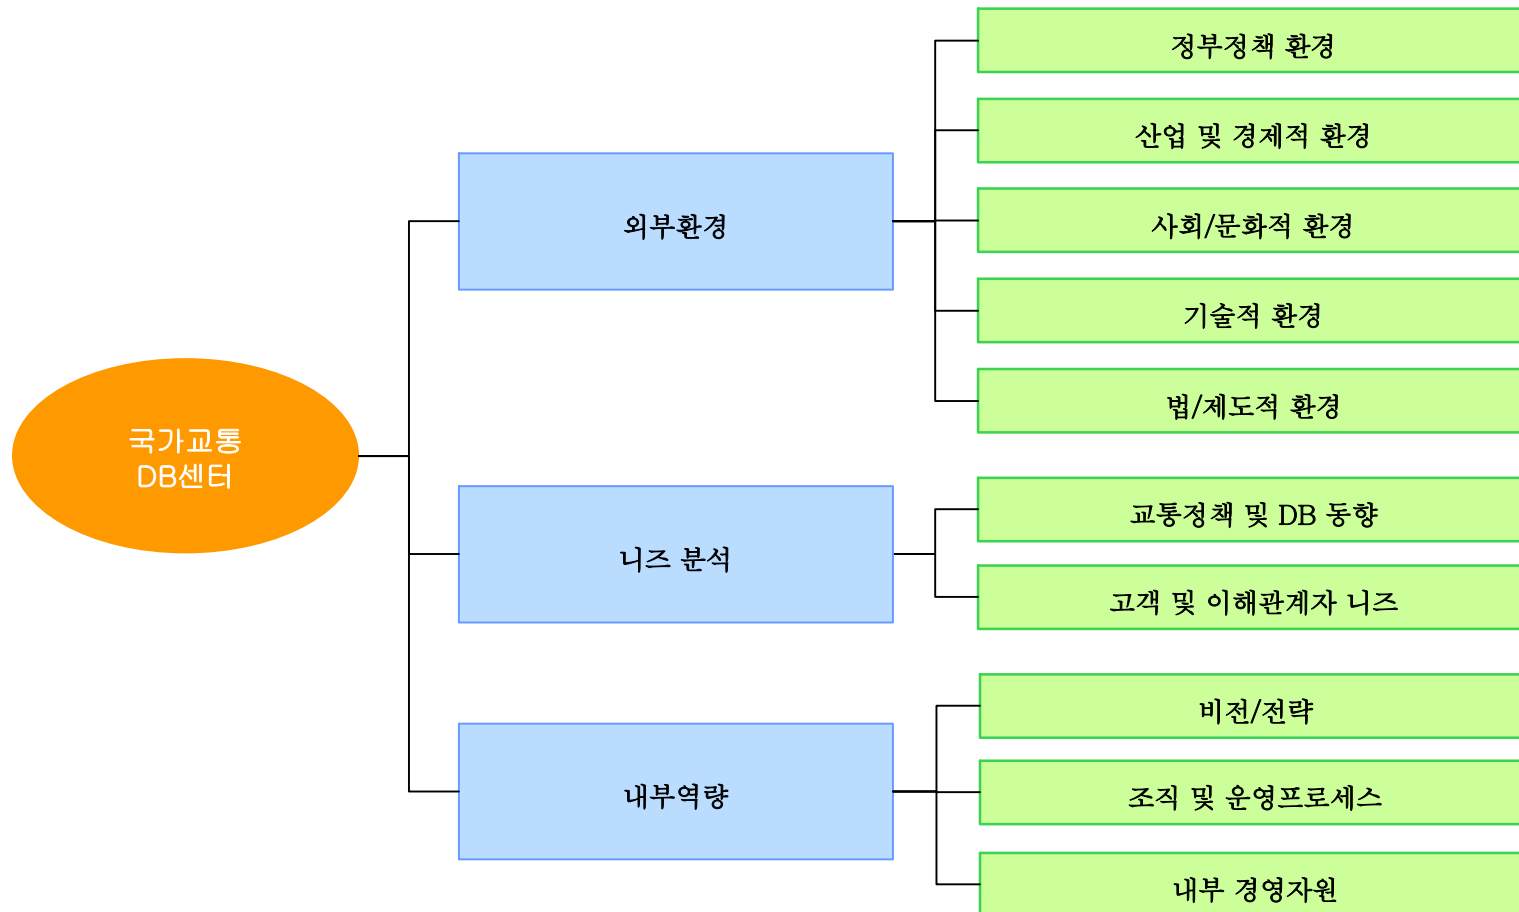 국가교통
DB센터
외부환경
정부정책 환경
산업 및 경제적 환경
사회/문화적 환경
기술적 환경
법/제도적 환경
니즈 분석
교통정책 및 DB 동향
고객 및 이해관계자 니즈
내부역량
비전/전략
조직 및 운영프로세스
내부 경영자원